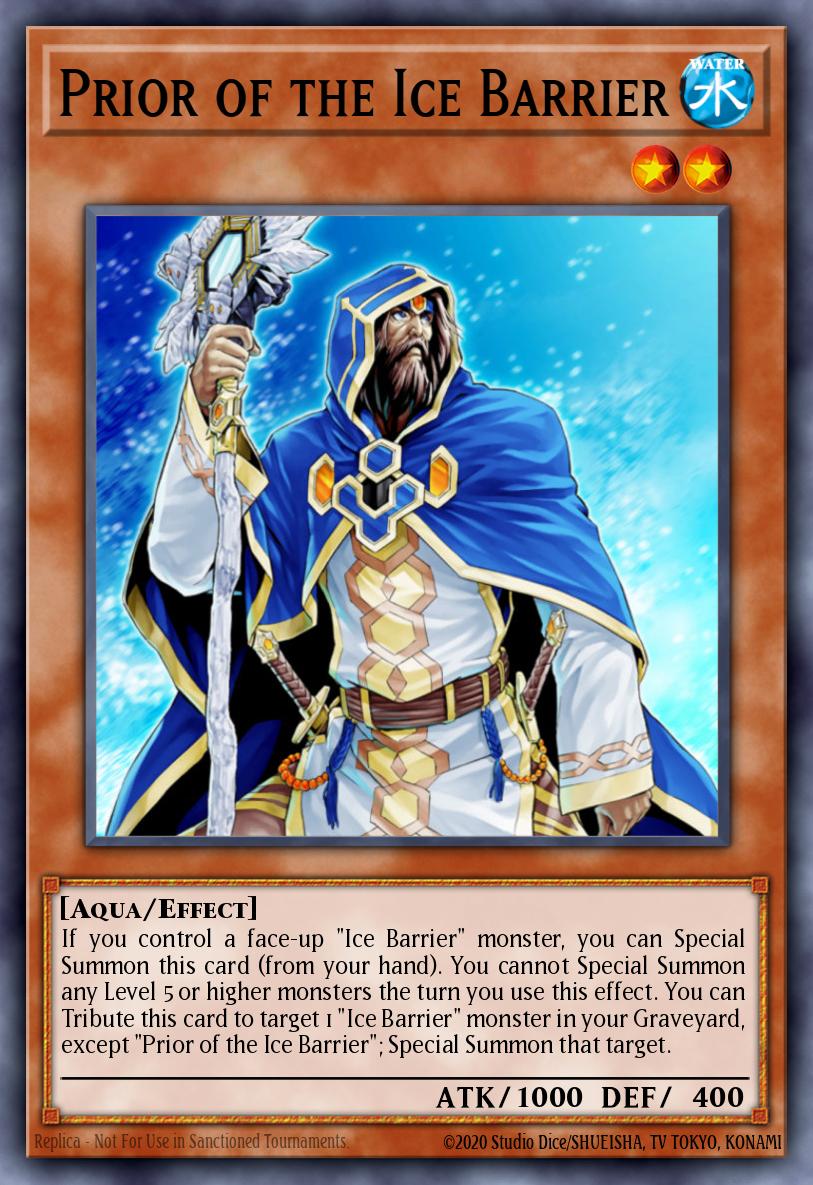 Prior of the Ice Barrier
WATER
水
[Aqua/Effect]
If you control a face-up "Ice Barrier" monster, you can Special
Summon this card (from your hand). You cannot Special Summon
any Level 5 or higher monsters the turn you use this effect. You can
Tribute this card to target 1 "Ice Barrier" monster in your Graveyard,
except "Prior of the Ice Barrier"; Special Summon that target.
ATK/1000 DEF/ 400
Replica - Not For Use in Sanctioned Tournaments.
©2020 Studio Dice/SHUEISHA, TV TOKYO, KONAMI